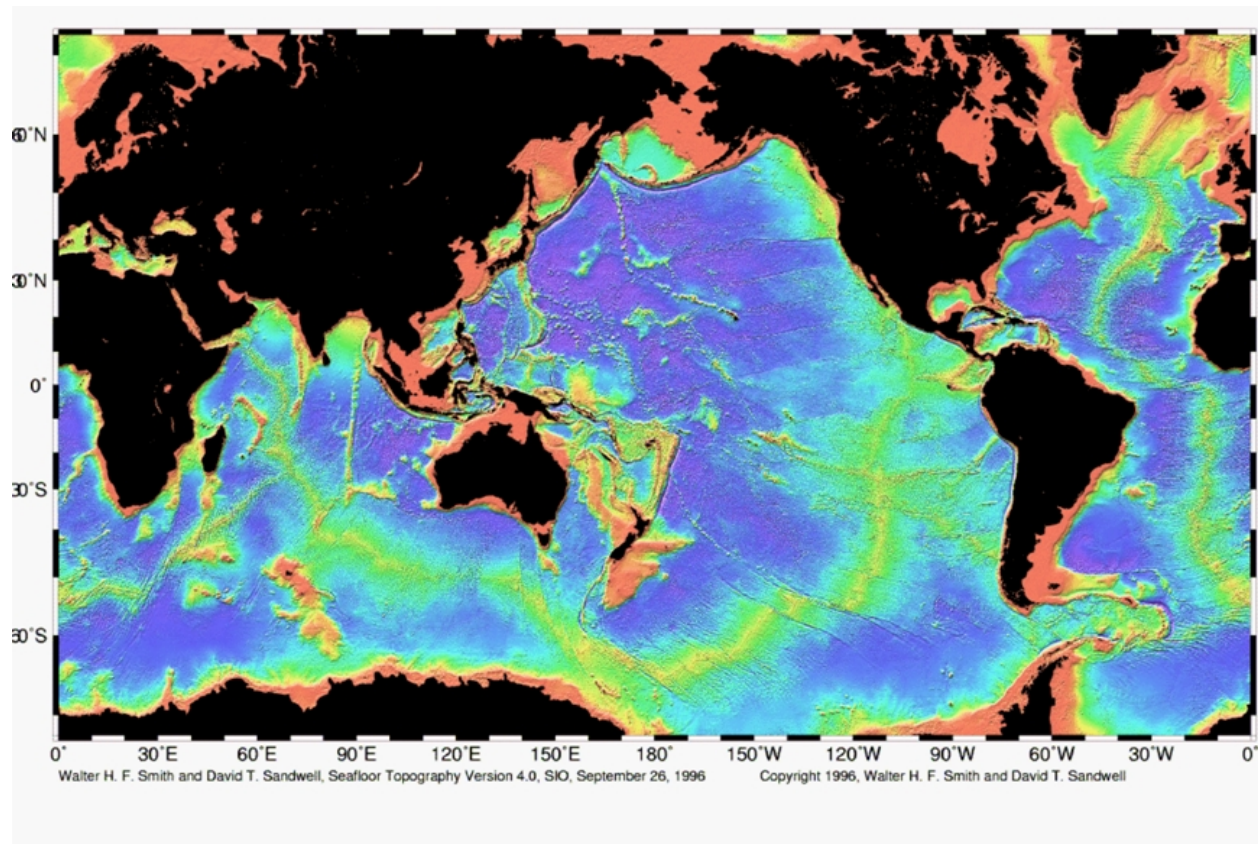 60˚N
30˚N
0˚
30˚S
60˚S
0˚ 30˚E 60˚E 90˚E 120˚E 150˚E 180˚ 150˚W 120˚W 90˚W 60˚W 30˚W 0˚
Walter H. F. Smith and David T. Sandwell, Seafloor Topography Version 4.0, SIO, September 26, 1996 Copyright 1996, Walter H. F. Smith and David T. Sandwell